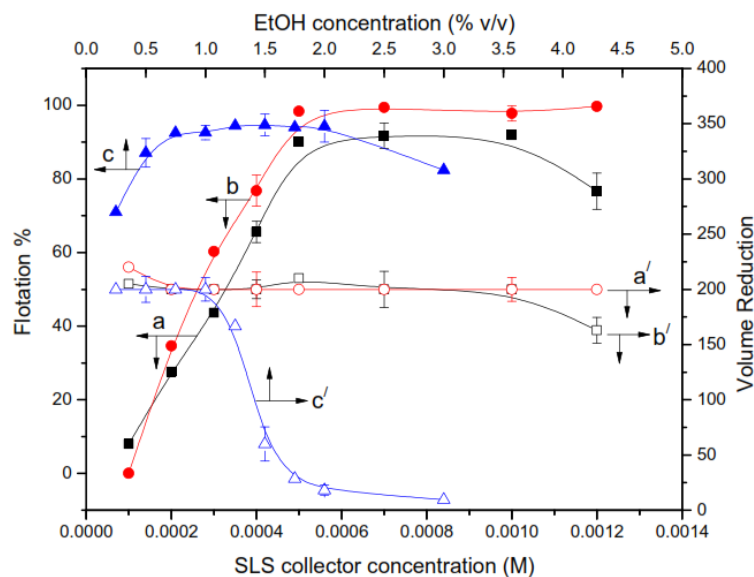 EtOH concentration (% v/v)
0.0 0.5 1.0 1.5 2.0 2.5 3.0 3.5 4.0 4.5 5.0
Flotation %
100
80
60
40
20
0
c
b
a
a/
b/
c/
400
350
300
250
200
150
100
50
0
Volume Reduction
0.0000 0.0002 0.0004 0.0006 0.0008 0.0010 0.0012 0.0014
SLS collector concentration (M)